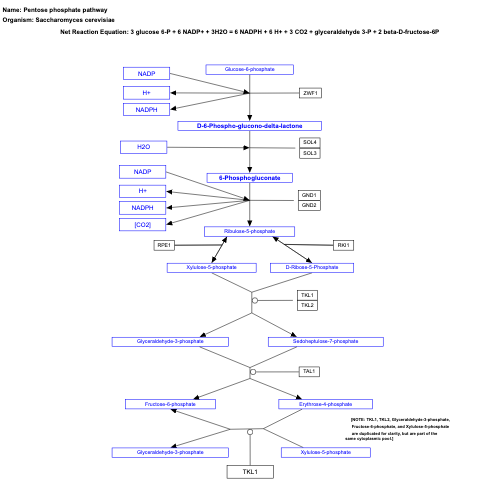 Name: Pentose phosphate pathway
Organism: Saccharomyces cerevisiae
Net Reaction Equation: 3 glucose 6-P + 6 NADP+ + 3H2O = 6 NADPH + 6 H+ + 3 CO2 + glyceraldehyde 3-P + 2 beta-D-fructose-6P
Glucose-6-phosphate
NADP
H+
ZWF1
NADPH
D-6-Phospho-glucono-delta-lactone
SOL4
H2O
SOL3
NADP
6-Phosphogluconate
H+
GND1
NADPH
GND2
[CO2]
Ribulose-5-phosphate
RPE1
RKI1
Xylulose-5-phosphate
D-Ribose-5-Phosphate
TKL1
TKL2
Glyceraldehyde-3-phosphate
Sedoheptulose-7-phosphate
TAL1
Fructose-6-phosphate
Erythrose-4-phosphate
[NOTE: TKL1, TKL2, Glyceraldehyde-3-phosphate,
Fructose-6-phosphate, and Xylulose-5-phosphate
are duplicated for clarity, but are part of the
same cytoplasmic pool.]
Glyceraldehyde-3-phosphate
Xylulose-5-phosphate
TKL1